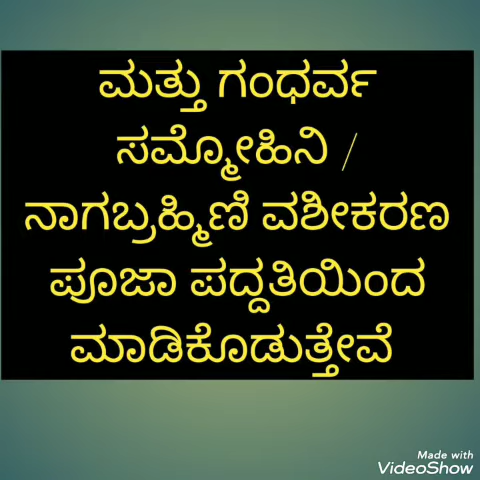 ಮತ್ತು ಗಂಧರ್ವ
ಸಮ್ಮೋಹಿನಿ /
ನಾಗಬ್ರಹ್ಮಿಣಿ ವಶೀಕರಣ
ಪೂಜಾ ಪದ್ದತಿಯಿಂದ
ಮಾಡಿಕೊಡುತ್ತೇವೆ
Made with
VideoShow